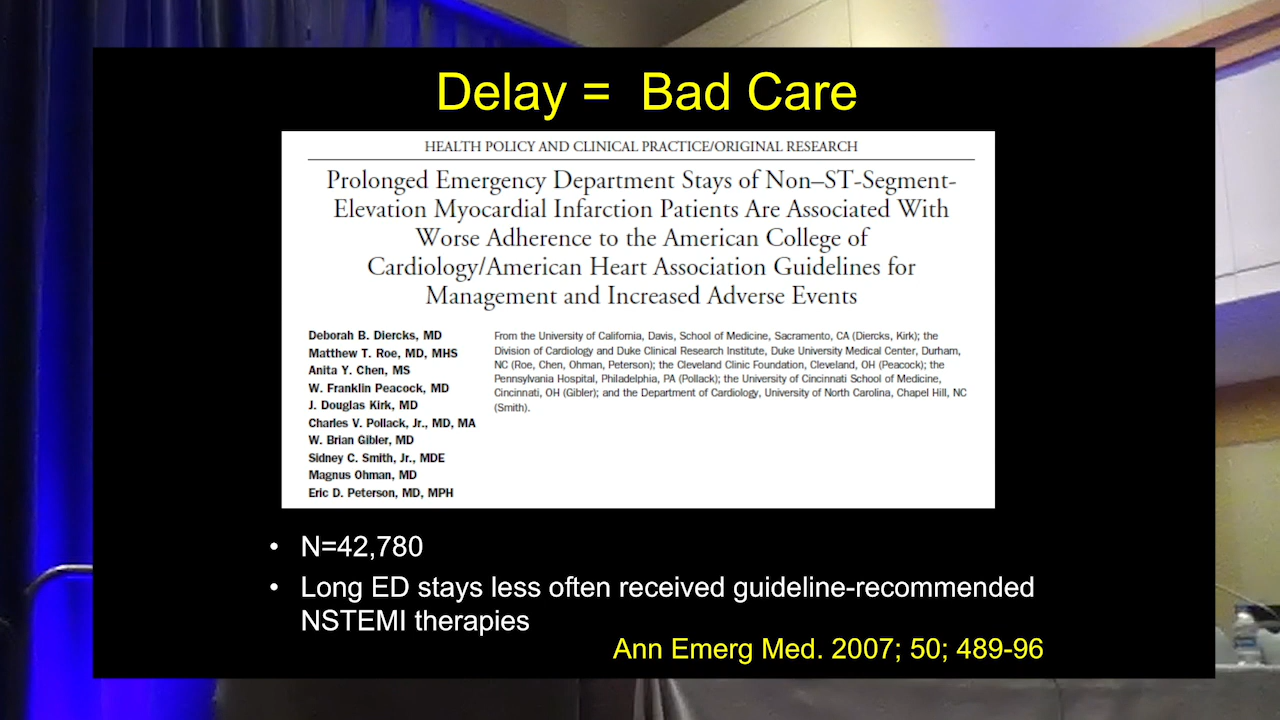 Delay = Bad Care
HEALTH POLICY AND CLINICAL PRACTICE/ORIGINAL RESEARCH
Prolonged Emergency Department Stays of Non–ST-Segment-
Elevation Myocardial Infarction Patients Are Associated With
Worse Adherence to the American College of
Cardiology/American Heart Association Guidelines for
Management and Increased Adverse Events
Deborah B. Diercks, MD
Matthew T. Roe, MD, MHS
Anita Y. Chen, MS
W. Franklin Peacock, MD
J. Douglas Kirk, MD
Charles V. Pollack, Jr., MD, MA
W. Brian Gibler, MD
Sidney C. Smith, Jr., MDE
Magnus Ohman, MD
Eric D. Peterson, MD, MPH
From the University of California, Davis, School of Medicine, Sacramento, CA (Diercks, Kirk); the
Division of Cardiology and Duke Clinical Research Institute, Duke University Medical Center, Durham,
NC (Roe, Chen, Ohman, Peterson); the Cleveland Clinic Foundation, Cleveland, OH (Peacock); the
Pennsylvania Hospital, Philadelphia, PA (Pollack); the University of Cincinnati School of Medicine,
Cincinnati, OH (Gibler); and the Department of Cardiology, University of North Carolina, Chapel Hill, NC
(Smith).
• N=42,780
• Long ED stays less often received guideline-recommended
NSTEMI therapies
Ann Emerg Med. 2007; 50; 489-96